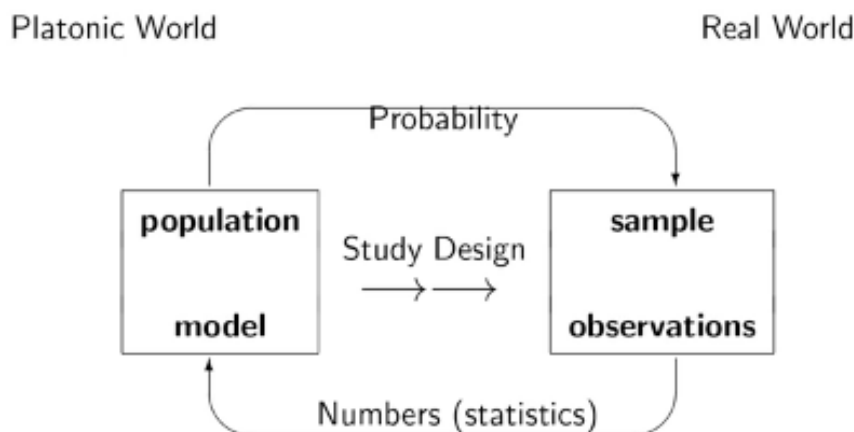 Platonic World
Real World
Probability
population
sample
Study Design
model
observations
Numbers (statistics)